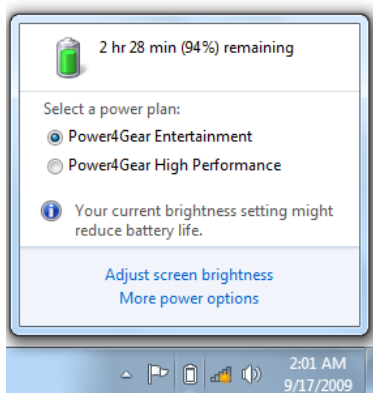 2 hr 28 min (94%) remaining
Select a power plan:
Power4Gear Entertainment
Power4Gear High Performance
Your current brightness setting might
reduce battery life.
Adjust screen brightness
More power options
2:01 AM
9/17/2009